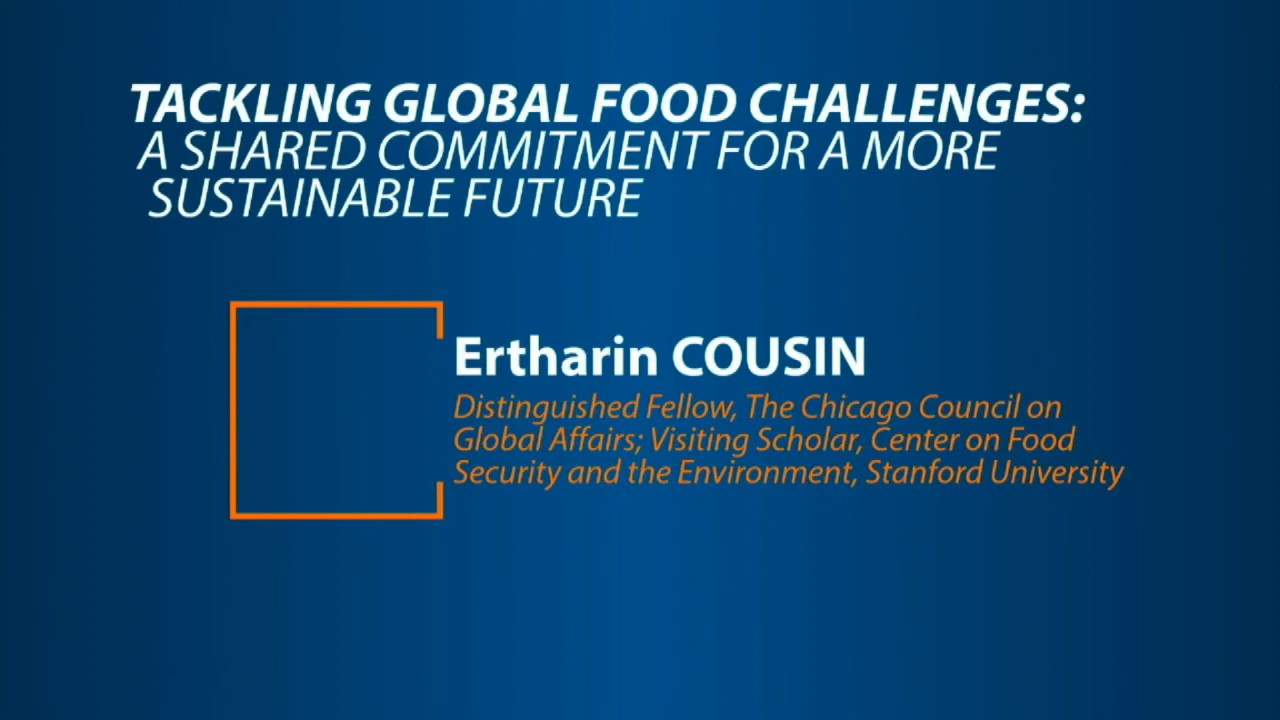 TACKLING GLOBAL FOOD CHALLENGES:
A SHARED COMMITMENT FOR A MORE
SUSTAINABLE FUTURE
Ertharin COUSIN
Distinguished Fellow, The Chicago Council on
Global Affairs; Visiting Scholar, Center on Food
Security and the Environment, Stanford University